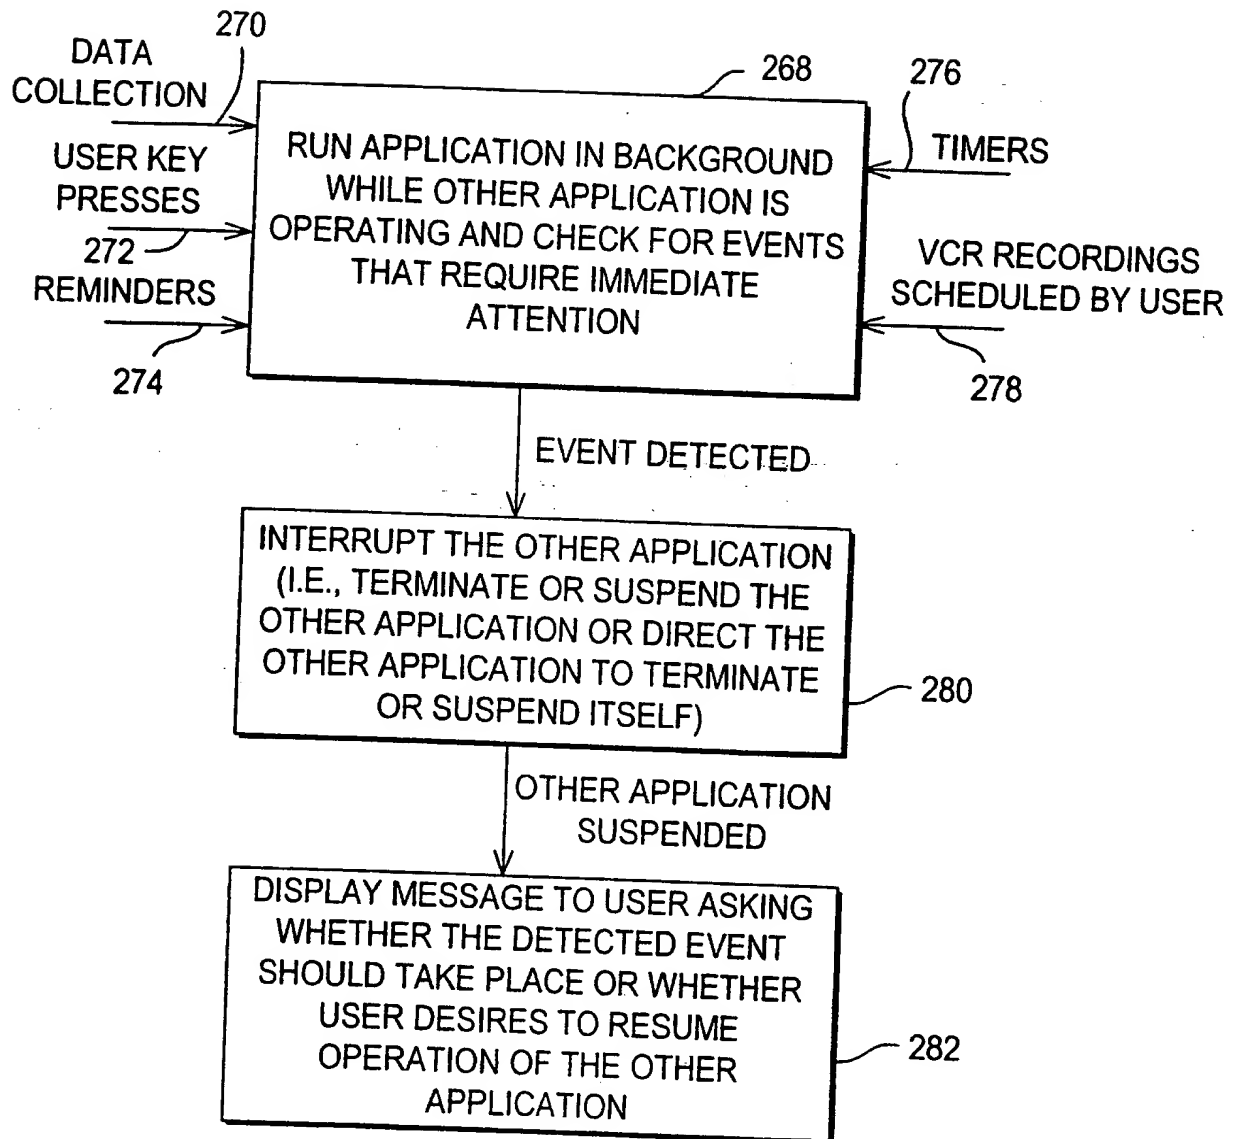 270
DATA
COLLECTION
USER KEY
PRESSES
272
REMINDERS
274
268
RUN APPLICATION IN BACKGROUND
WHILE OTHER APPLICATION IS
OPERATING AND CHECK FOR EVENTS
THAT REQUIRE IMMEDIATE
ATTENTION
276
TIMERS
VCR RECORDINGS
SCHEDULED BY USER
278
EVENT DETECTED
INTERRUPT THE OTHER APPLICATION
(I.E., TERMINATE OR SUSPEND THE
OTHER APPLICATION OR DIRECT THE
OTHER APPLICATION TO TERMINATE
OR SUSPEND ITSELF)
280
OTHER APPLICATION
SUSPENDED
DISPLAY MESSAGE TO USER ASKING
WHETHER THE DETECTED EVENT
SHOULD TAKE PLACE OR WHETHER
USER DESIRES TO RESUME
OPERATION OF THE OTHER
APPLICATION
282